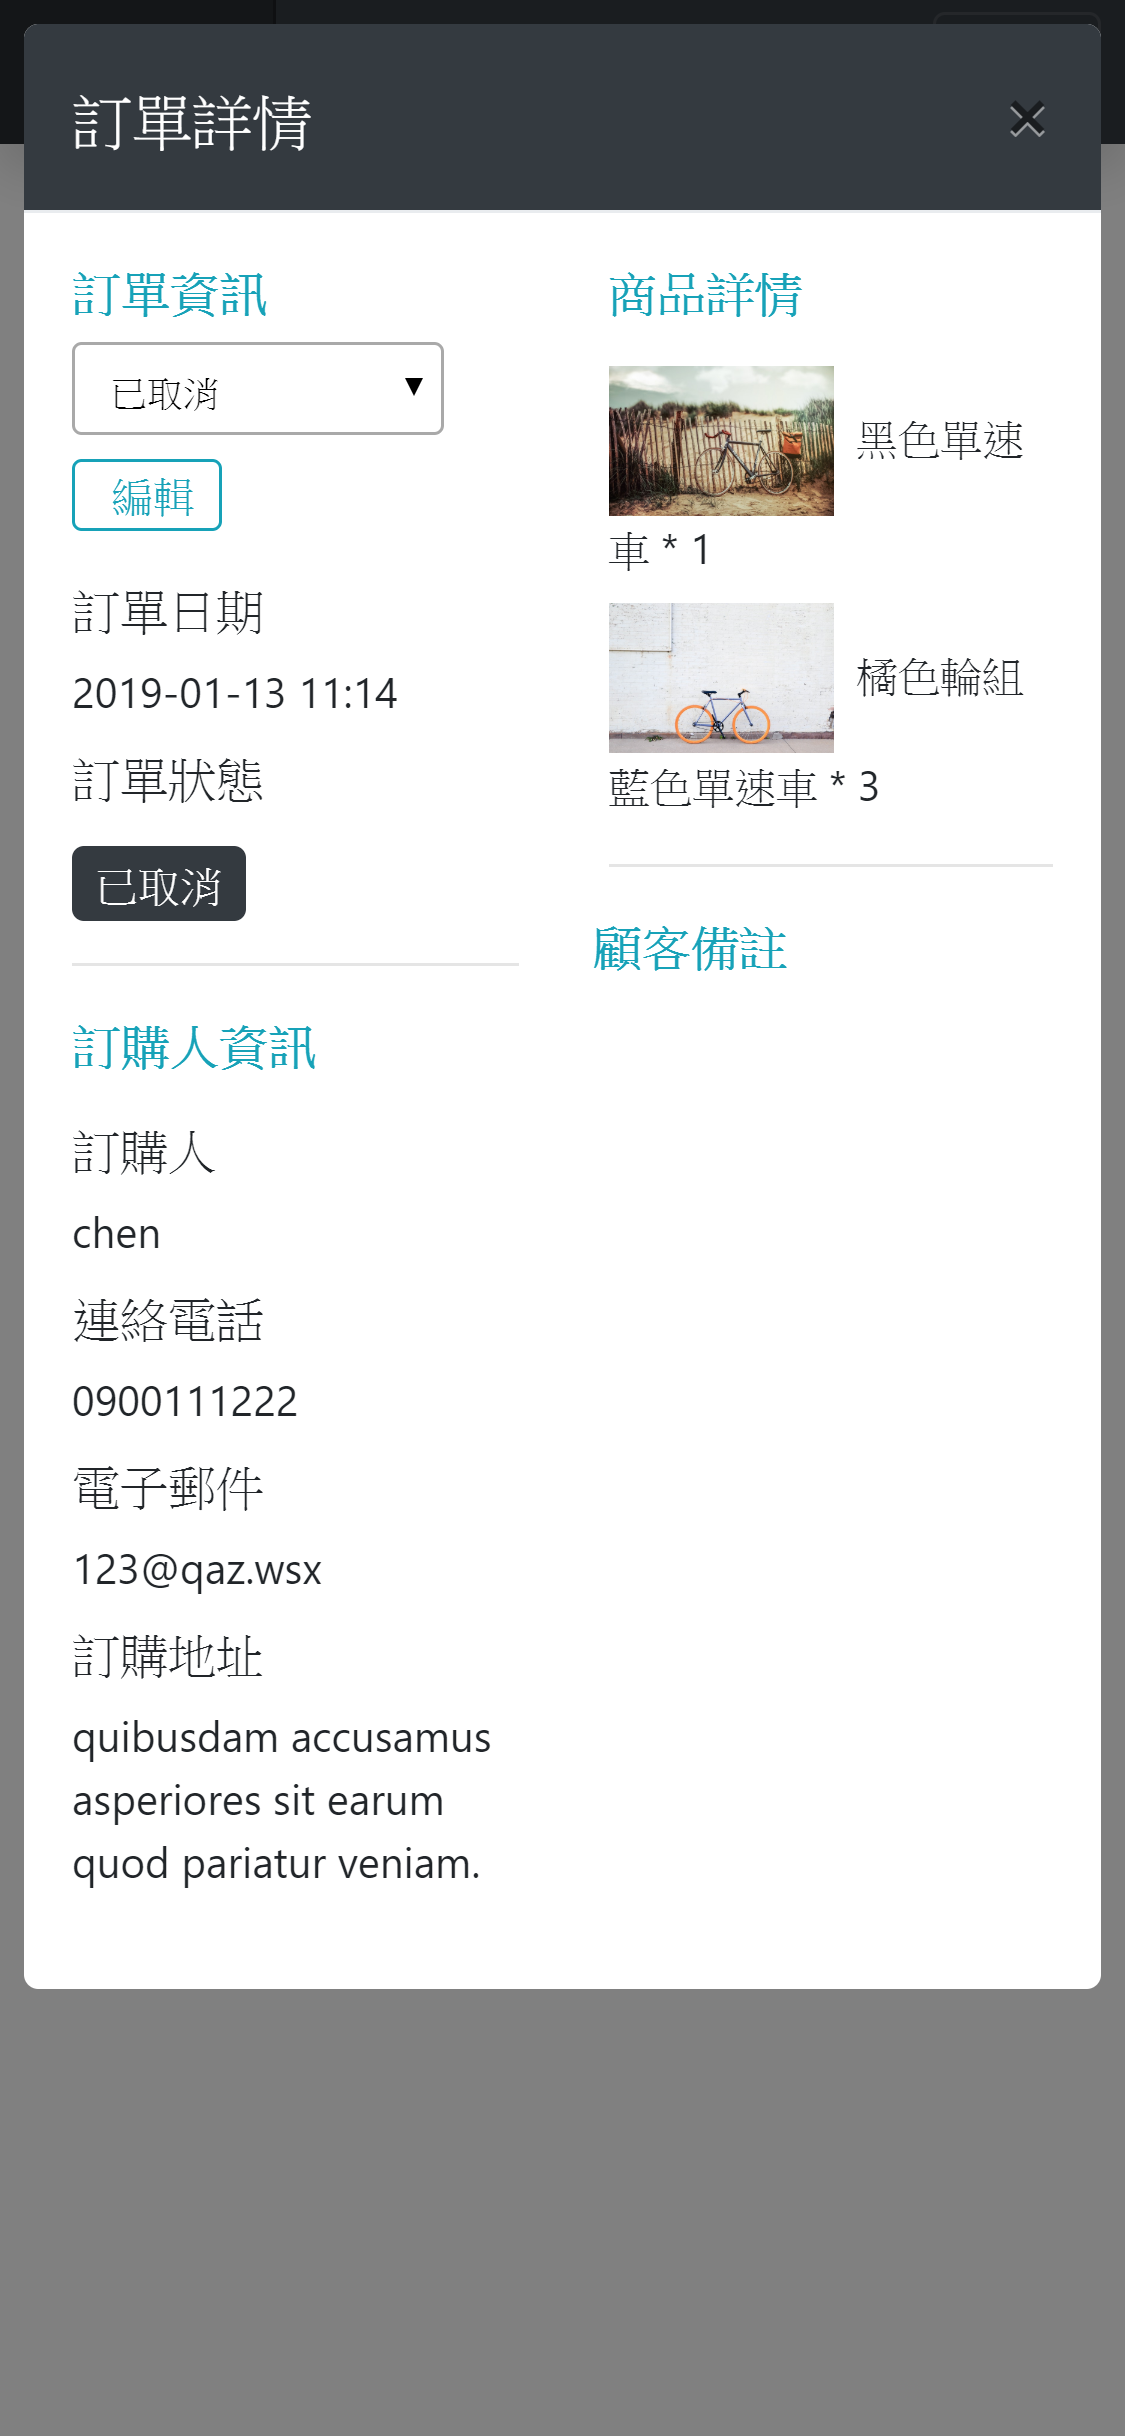 訂單詳情
訂單資訊
已取消
編輯
訂單日期
2019-01-13 11:14
訂單狀態
已取消
訂購人資訊
訂購人
chen
連絡電話
0900111222
電子郵件
123@qaz.wsx
訂購地址
quibusdam accusamus
asperiores sit earum
quod pariatur veniam.
商品詳情
黑色單速
車 * 1
橘色輪組
藍色單速車 * 3
顧客備註